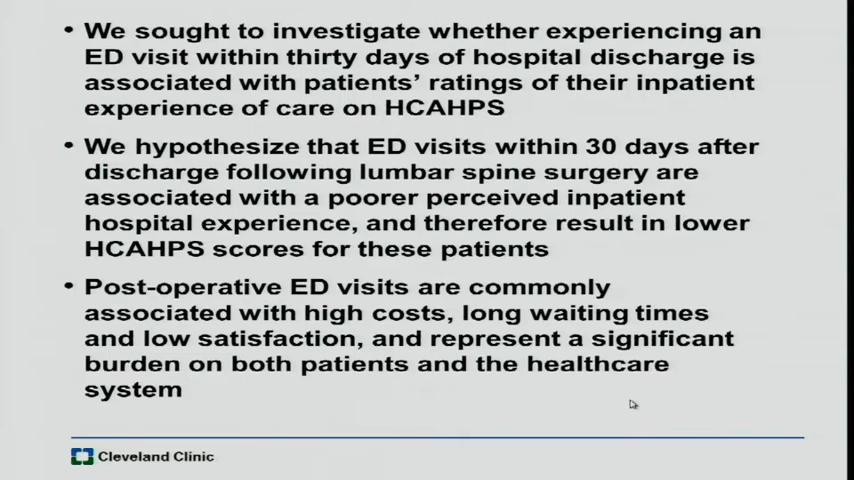 • We sought to investigate whether experiencing an
ED visit within thirty days of hospital discharge is
associated with patients' ratings of their inpatient
experience of care on HCAHPS
• We hypothesize that ED visits within 30 days after
discharge following lumbar spine surgery are
associated with a poorer perceived inpatient
hospital experience, and therefore result in lower
HCAHPS scores for these patients
• Post-operative ED visits are commonly
associated with high costs, long waiting times
and low satisfaction, and represent a significant
burden on both patients and the healthcare
system
Cleveland Clinic